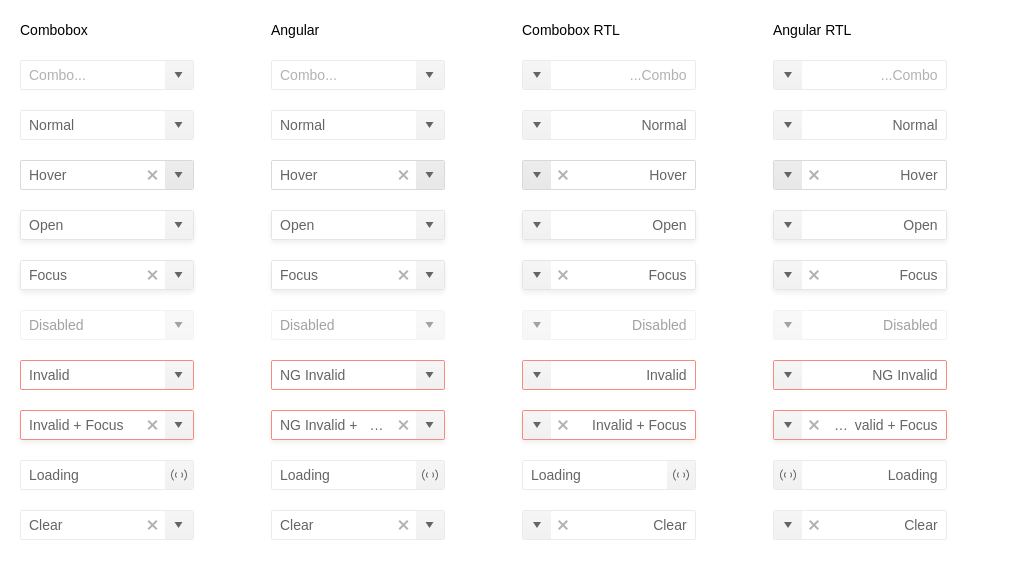 Combobox Angular Combobox RTL Angular RTL
Combo... Combo... ...Combo ...Combo
Normal Normal Normal Normal
Hover Hover Hover Hover
Open Open Open Open
Focus Focus Focus Focus
Disabled Disabled Disabled Disabled
Invalid NG Invalid Invalid NG Invalid
Invalid + Focus NG Invalid + ... Invalid + Focus ... valid + Focus
Loading Loading Loading Loading
Clear Clear Clear Clear